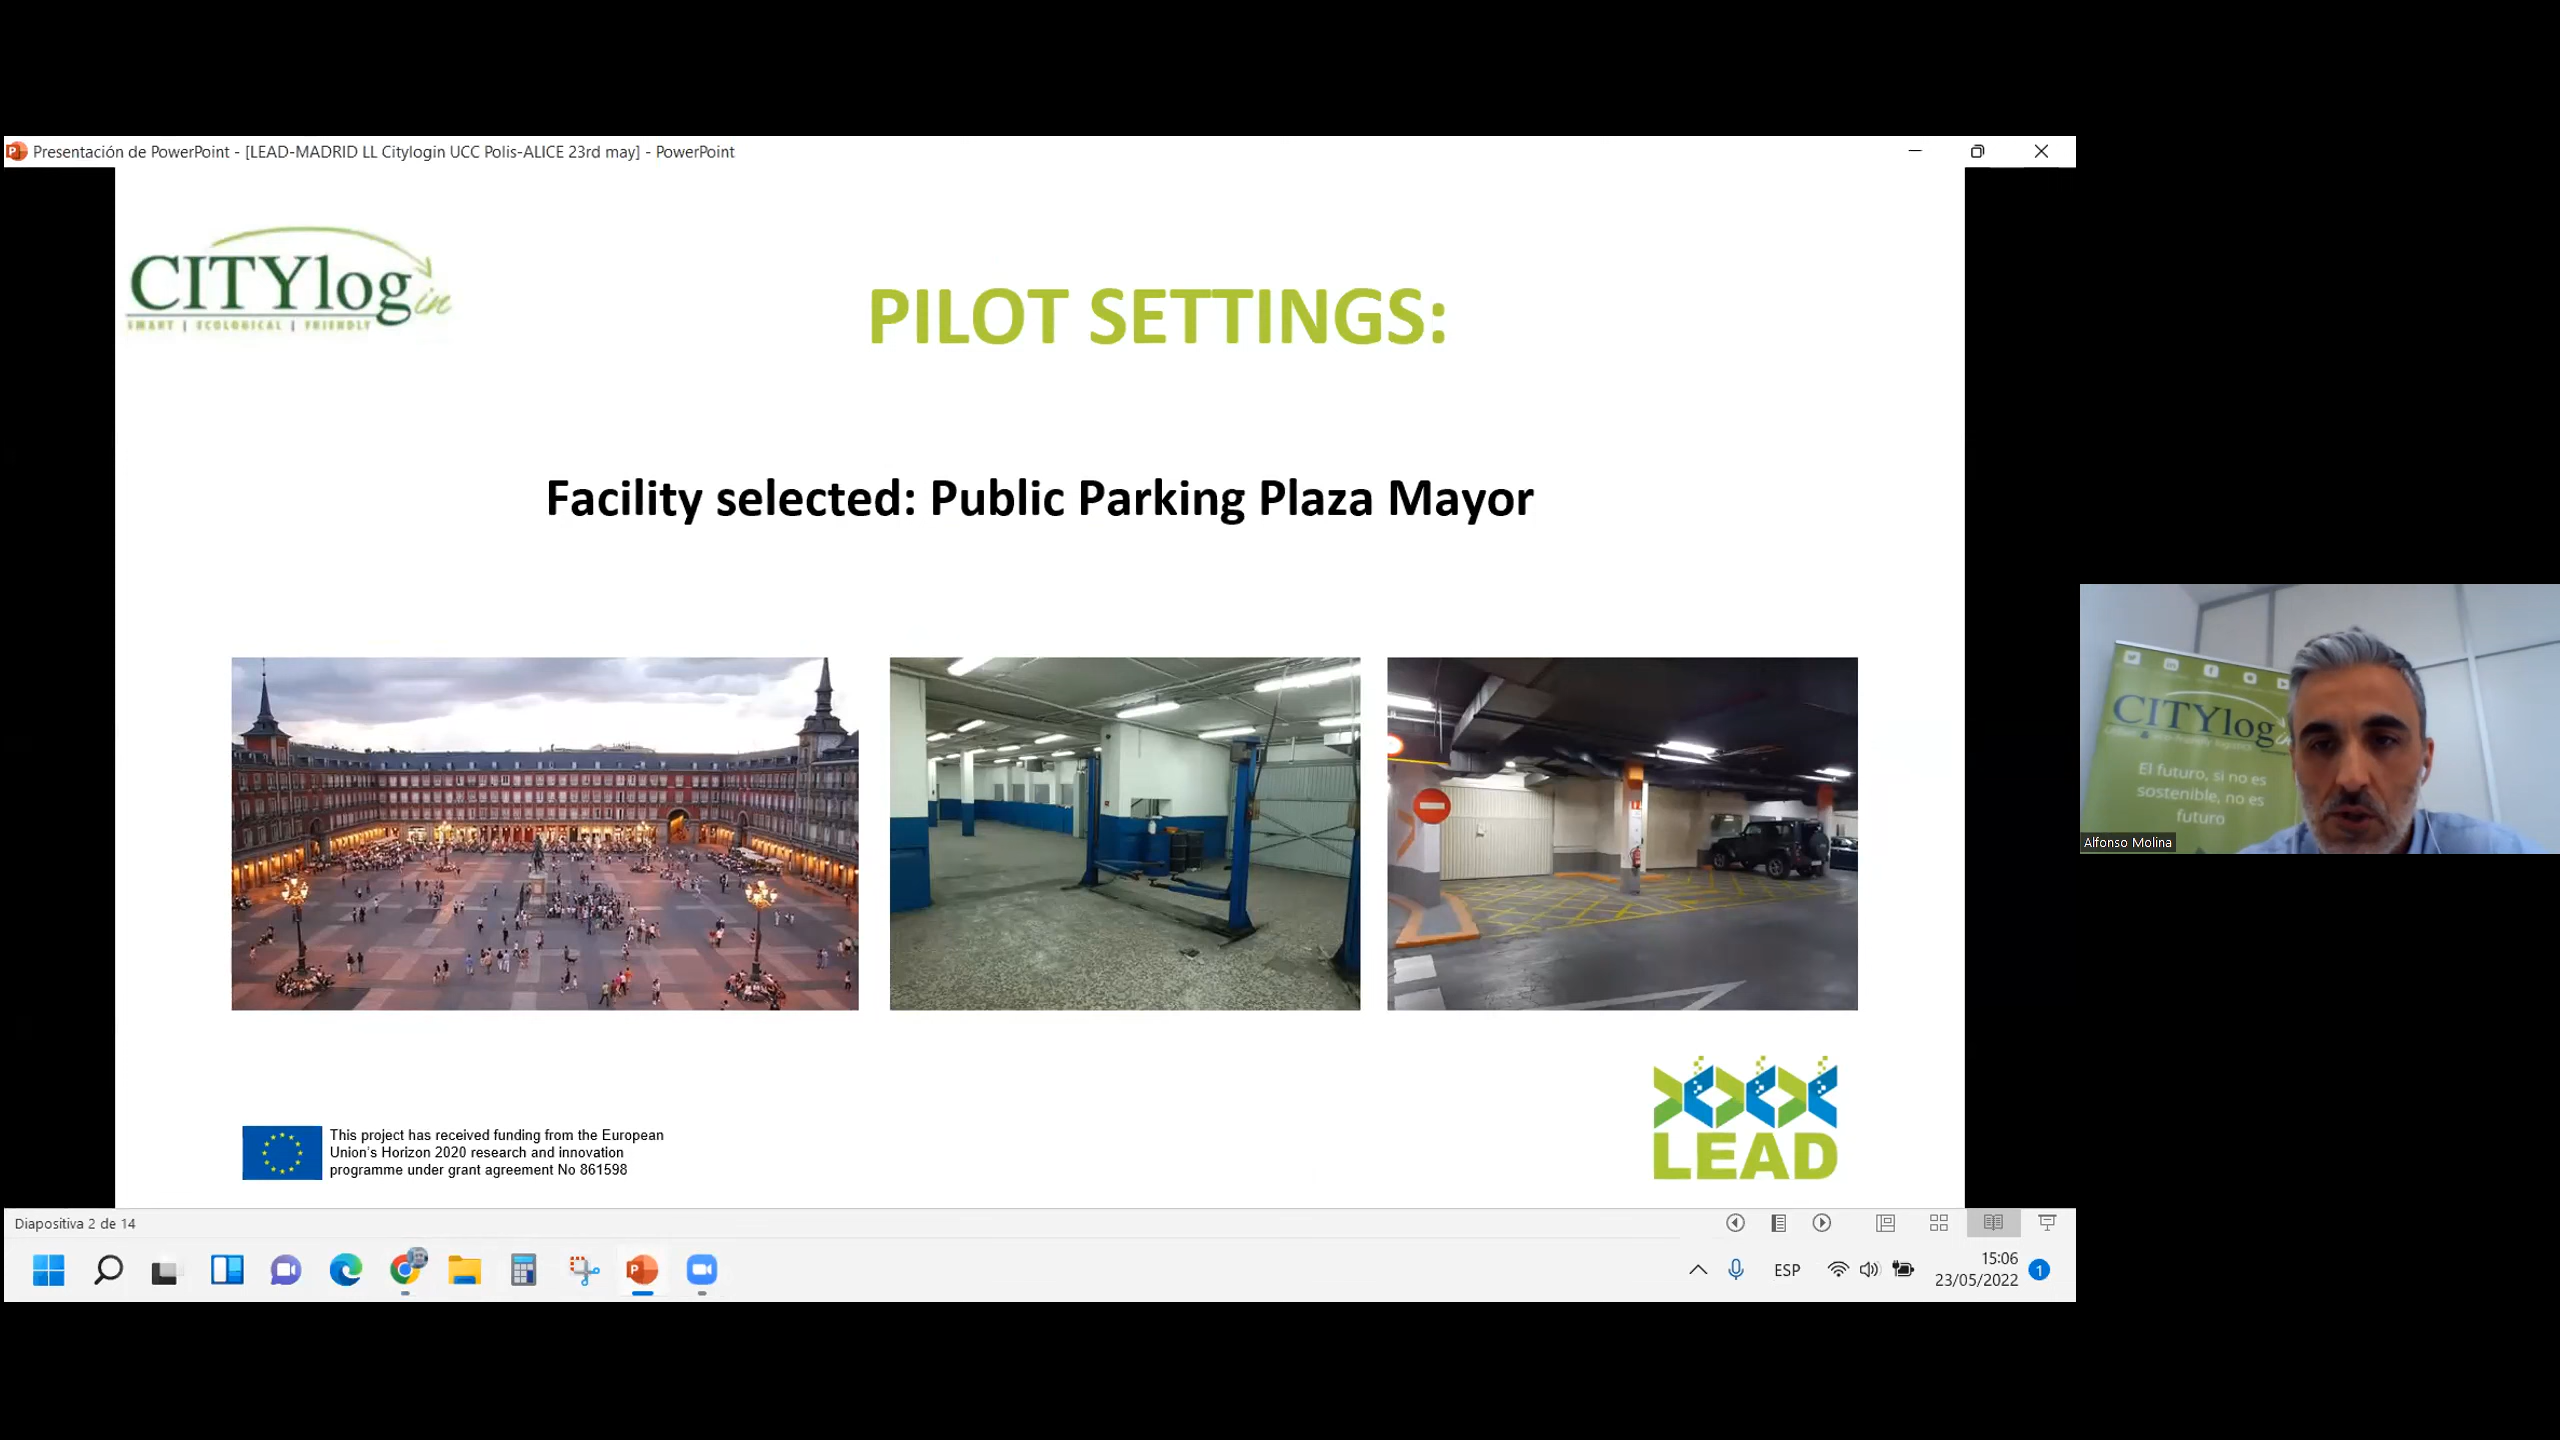 Presentación de PowerPoint - [LEAD-MADRID LL Citylogin UCC Polis-ALICE 23rd may] - PowerPoint
CITYlogin
SMART | ECOLOGICAL | FRIENDLY
PILOT SETTINGS:
Facility selected: Public Parking Plaza Mayor
CITYlogin
El futuro, si no es
sostenible, no es
futuro
Alfonso Molina
LEAD
This project has received funding from the European
Union's Horizon 2020 research and innovation
programme under grant agreement No 861598
Diapositiva 2 de 14
ESP
15:06
23/05/2022
1